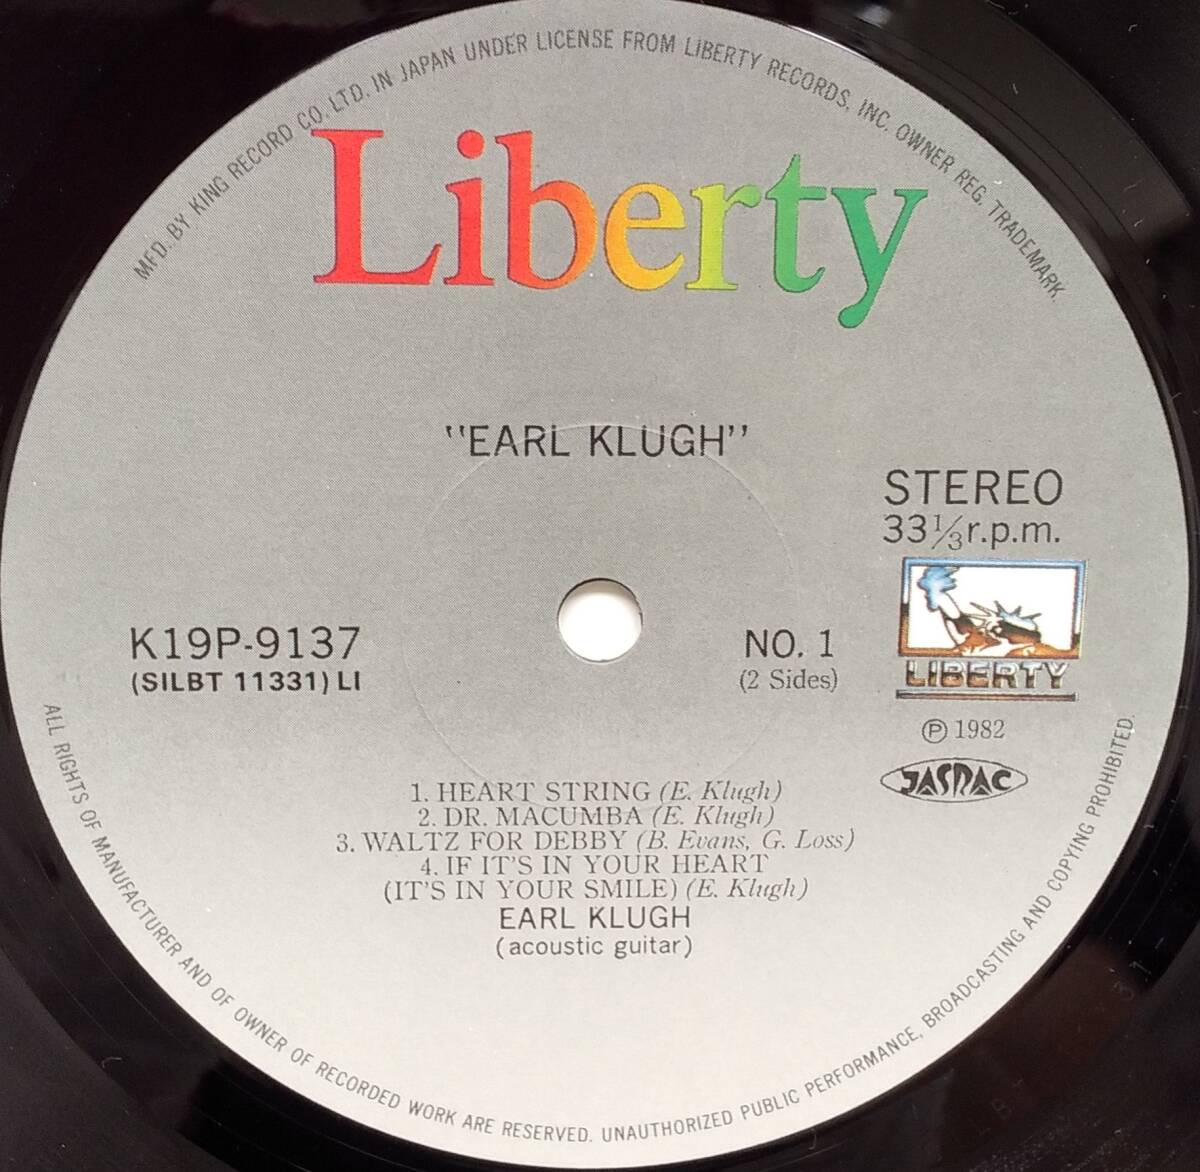 MFD. BY KING RECORD CO. LTD. IN JAPAN UNDER LICENSE FROM LIBERTY RECORDS, INC. OWNER REG. TRADEMARK.
Liberty
"EARL KLUGH"
STEREO
33 1/3 r.p.m.
K19P-9137
(SILBT 11331) LI
NO. 1
(2 Sides)
LIBERTY
Ⓟ 1982
JASRAC
1. HEART STRING (E. Klugh)
2. DR. MACUMBA (E. Klugh)
3. WALTZ FOR DEBBY (B. Evans, G. Loss)
4. IF IT'S IN YOUR HEART
(IT'S IN YOUR SMILE) (E. Klugh)
EARL KLUGH
(acoustic guitar)
ALL RIGHTS OF MANUFACTURER AND OF OWNER OF RECORDED WORK ARE RESERVED. UNAUTHORIZED PUBLIC PERFORMANCE, BROADCASTING AND COPYING PROHIBITED.